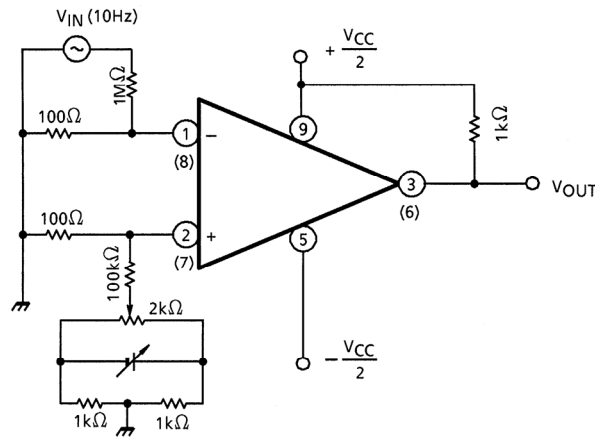 VIN (10Hz)
1MΩ
100Ω
1
−
(8)
+ VCC
2
9
1kΩ
3
(6)
VOUT
100Ω
2
+
(7)
5
100kΩ
2kΩ
− VCC
2
1kΩ
1kΩ